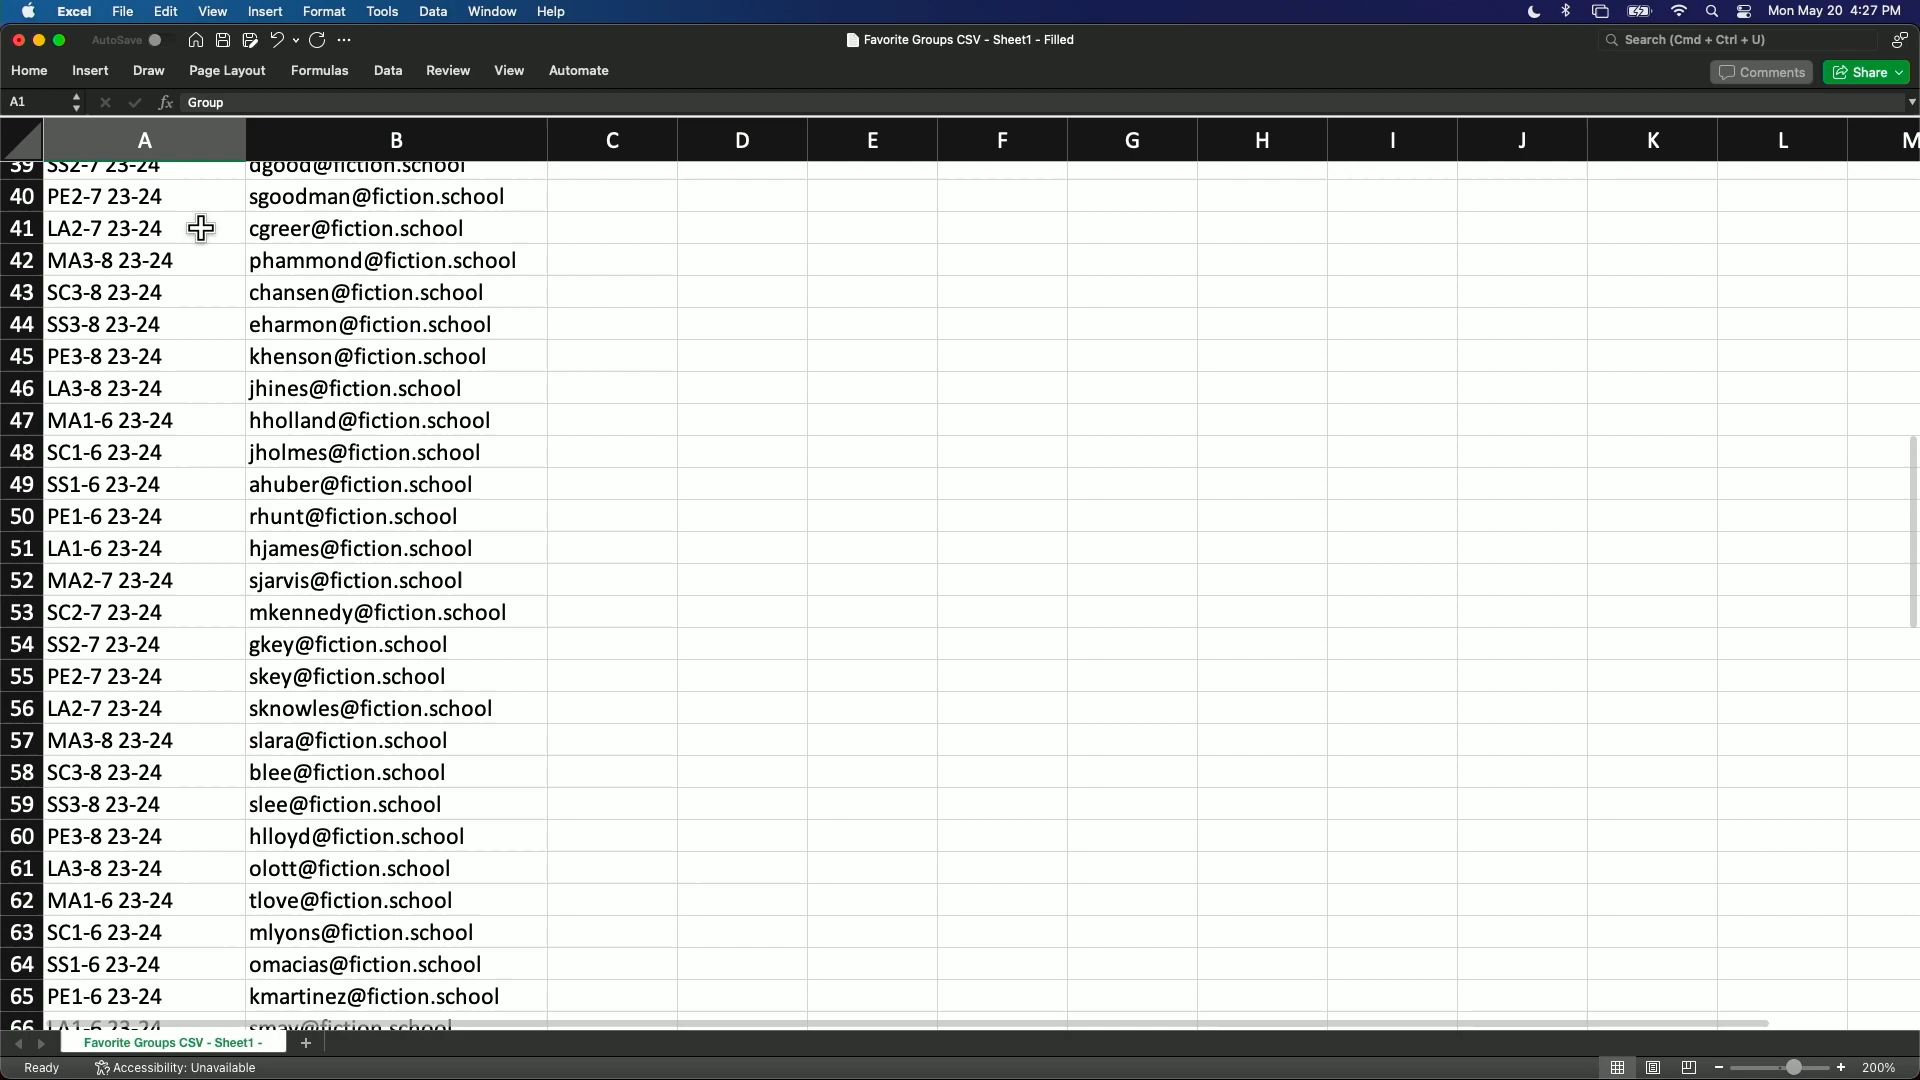 Excel File Edit View Insert Format Tools Data Window Help Mon May 20 4:27 PM
AutoSave Favorite Groups CSV - Sheet1 - Filled Search (Cmd + Ctrl + U)
Home Insert Draw Page Layout Formulas Data Review View Automate Comments Share
A1 fx Group
A B C D E F G H I J K L M
39 SS2-7 23-24 dgood@fiction.school
40 PE2-7 23-24 sgoodman@fiction.school
41 LA2-7 23-24 cgreer@fiction.school
42 MA3-8 23-24 phammond@fiction.school
43 SC3-8 23-24 chansen@fiction.school
44 SS3-8 23-24 eharmon@fiction.school
45 PE3-8 23-24 khenson@fiction.school
46 LA3-8 23-24 jhines@fiction.school
47 MA1-6 23-24 hholland@fiction.school
48 SC1-6 23-24 jholmes@fiction.school
49 SS1-6 23-24 ahuber@fiction.school
50 PE1-6 23-24 rhunt@fiction.school
51 LA1-6 23-24 hjames@fiction.school
52 MA2-7 23-24 sjarvis@fiction.school
53 SC2-7 23-24 mkennedy@fiction.school
54 SS2-7 23-24 gkey@fiction.school
55 PE2-7 23-24 skey@fiction.school
56 LA2-7 23-24 sknowles@fiction.school
57 MA3-8 23-24 slara@fiction.school
58 SC3-8 23-24 blee@fiction.school
59 SS3-8 23-24 slee@fiction.school
60 PE3-8 23-24 hlloyd@fiction.school
61 LA3-8 23-24 olott@fiction.school
62 MA1-6 23-24 tlove@fiction.school
63 SC1-6 23-24 mlyons@fiction.school
64 SS1-6 23-24 omacias@fiction.school
65 PE1-6 23-24 kmartinez@fiction.school
66 LA1-6 23-24 smay@fiction.school
Favorite Groups CSV - Sheet1 -
Ready Accessibility: Unavailable 200%